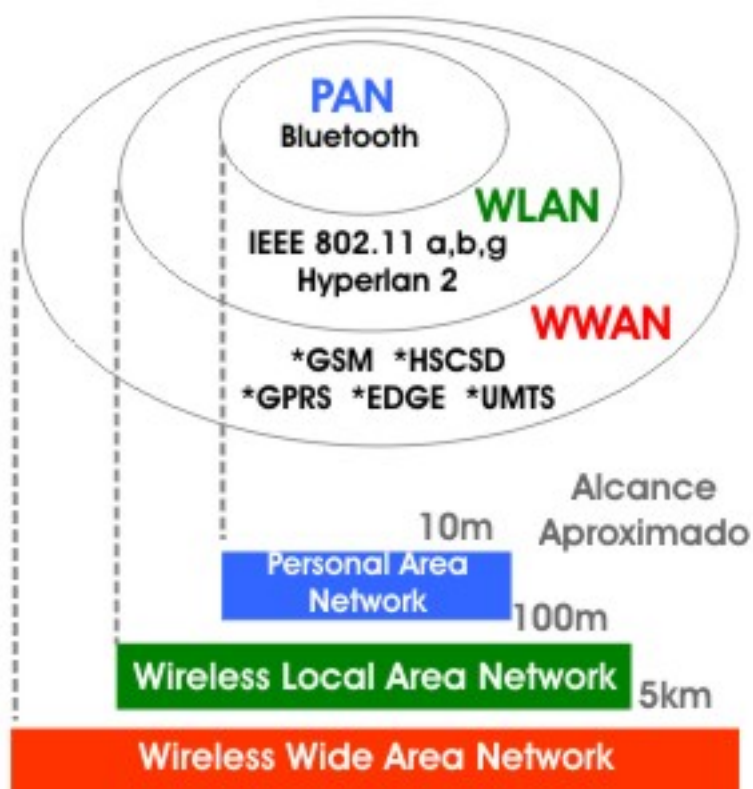 PAN
Bluetooth
WLAN
IEEE 802.11 a,b,g
Hyperlan 2
WWAN
*GSM *HSCSD
*GPRS *EDGE *UMTS
Alcance
Aproximado
10m
Personal Area
Network
100m
Wireless Local Area Network
5km
Wireless Wide Area Network